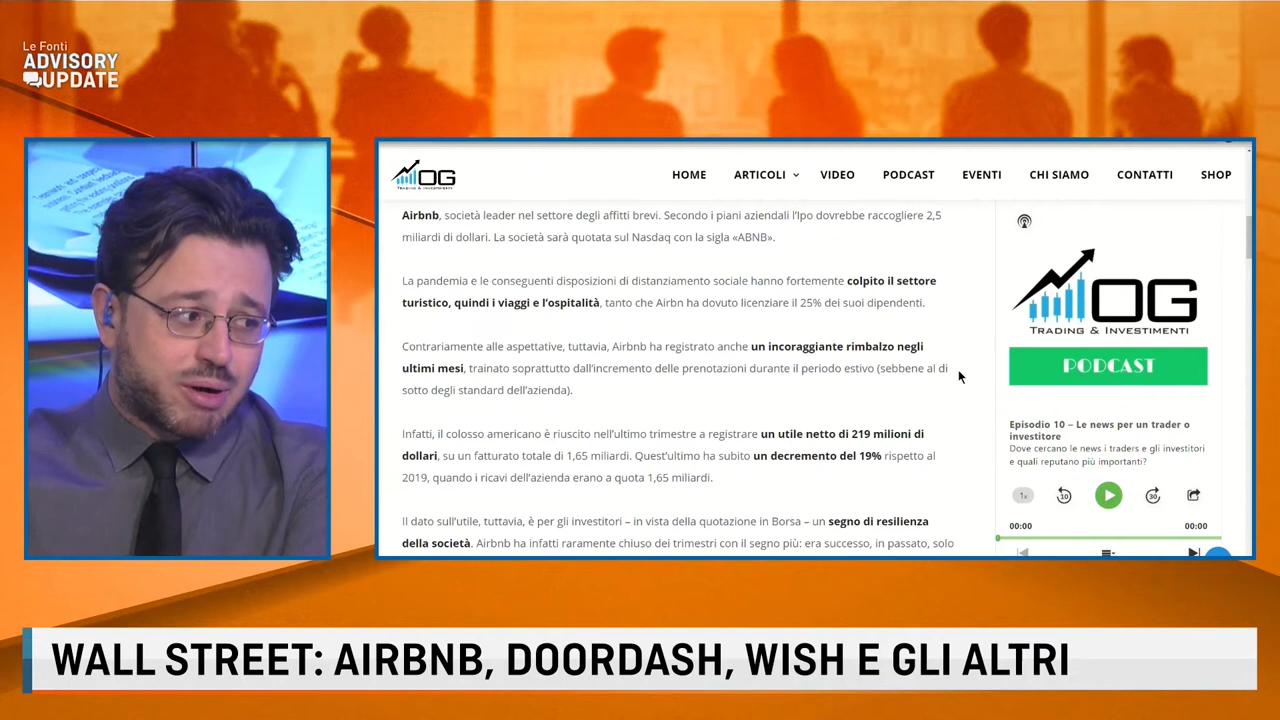 Le Fonti
ADVISORY
UPDATE
OG
TRADING & INVESTIMENTI
HOME ARTICOLI VIDEO PODCAST EVENTI CHI SIAMO CONTATTI SHOP
Airbnb, società leader nel settore degli affitti brevi. Secondo i piani aziendali l'Ipo dovrebbe raccogliere 2,5
miliardi di dollari. La società sarà quotata sul Nasdaq con la sigla «ABNB».
La pandemia e le conseguenti disposizioni di distanziamento sociale hanno fortemente colpito il settore
turistico, quindi i viaggi e l'ospitalità, tanto che Airbn ha dovuto licenziare il 25% dei suoi dipendenti.
Contrariamente alle aspettative, tuttavia, Airbnb ha registrato anche un incoraggiante rimbalzo negli
ultimi mesi, trainato soprattutto dall'incremento delle prenotazioni durante il periodo estivo (sebbene al di
sotto degli standard dell'azienda).
Infatti, il colosso americano è riuscito nell'ultimo trimestre a registrare un utile netto di 219 milioni di
dollari, su un fatturato totale di 1,65 miliardi. Quest'ultimo ha subito un decremento del 19% rispetto al
2019, quando i ricavi dell'azienda erano a quota 1,65 miliardi.
Il dato sull'utile, tuttavia, è per gli investitori – in vista della quotazione in Borsa – un segno di resilienza
della società. Airbnb ha infatti raramente chiuso dei trimestri con il segno più: era successo, in passato, solo
OG
TRADING & INVESTIMENTI
PODCAST
Episodio 10 – Le news per un trader o
investitore
Dove cercano le news i traders e gli investitori
e quali reputano più importanti?
1x 10 30
00:00 00:00
WALL STREET: AIRBNB, DOORDASH, WISH E GLI ALTRI